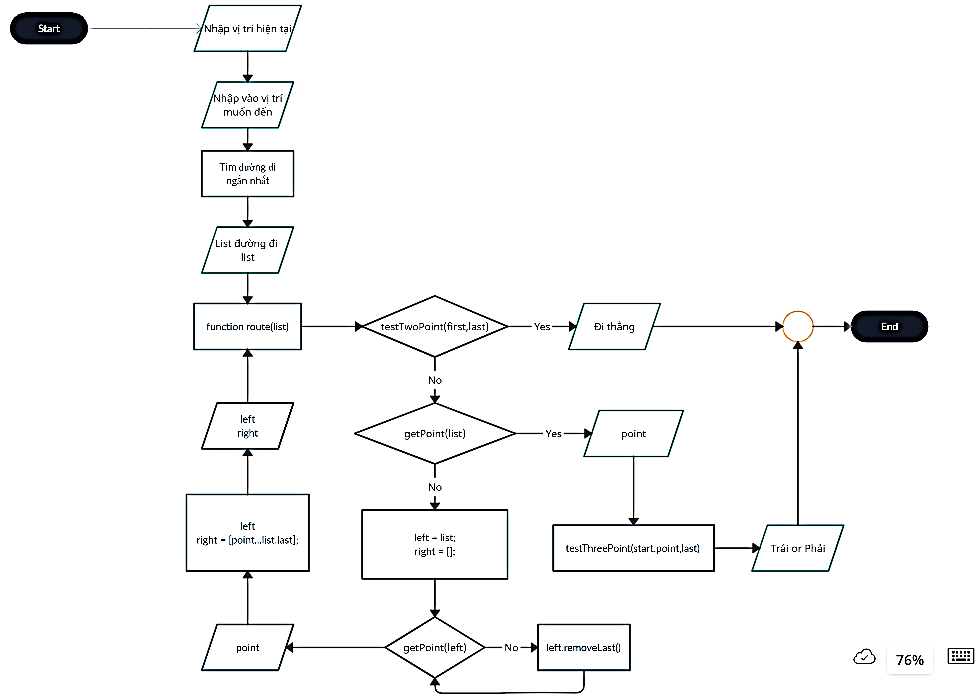 Start
Nhập vị trí hiện tại
Nhập vào vị trí
muốn đến
Tìm đường đi
ngắn nhất
List đường đi
list
function route(list)
testTwoPoint(first,last)
Yes
Đi thẳng
End
No
left
right
getPoint(list)
Yes
point
No
left
right = [point...list.last];
left = list;
right = [];
testThreePoint(start.point,last)
Trái or Phải
point
getPoint(left)
No
left.removeLast()
76%